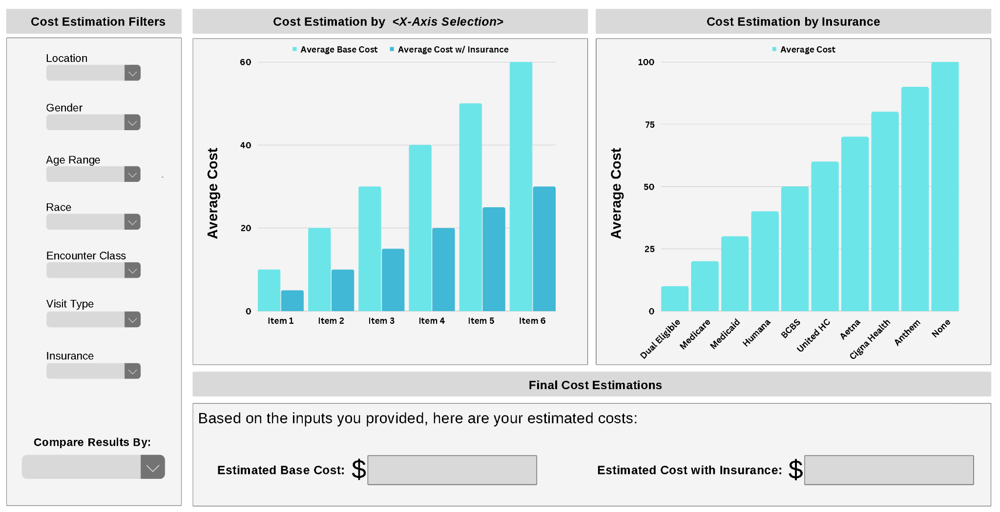 Cost Estimation Filters
Location
Gender
Age Range
-
Race
Encounter Class
Visit Type
Insurance
Compare Results By:
Cost Estimation by <X-Axis Selection>
Average Base Cost Average Cost w/ Insurance
Average Cost
60
40
20
0
Item 1 Item 2 Item 3 Item 4 Item 5 Item 6
Cost Estimation by Insurance
Average Cost
Average Cost
100
75
50
25
0
Dual Eligible
Medicare
Medicaid
Humana
BCBS
United HC
Aetna
Cigna Health
Anthem
None
Final Cost Estimations
Based on the inputs you provided, here are your estimated costs:
Estimated Base Cost: $
Estimated Cost with Insurance: $